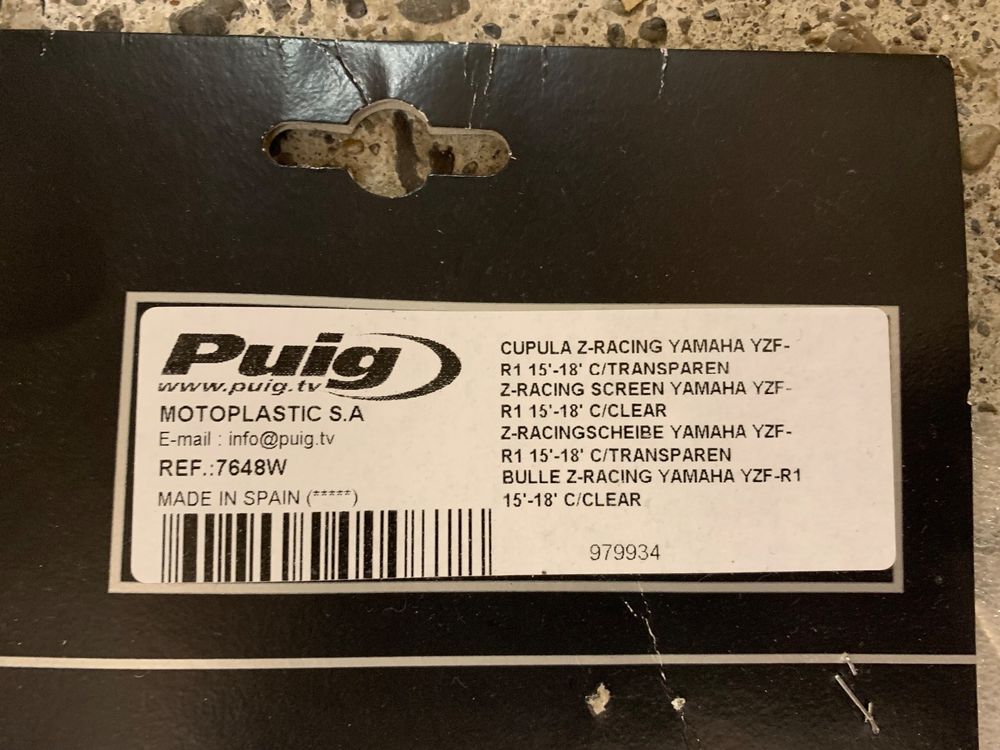 Puig
www.puig.tv
MOTOPLASTIC S.A
E-mail : info@puig.tv
REF.:7648W
MADE IN SPAIN (*****)
CUPULA Z-RACING YAMAHA YZF-
R1 15'-18' C/TRANSPAREN
Z-RACING SCREEN YAMAHA YZF-
R1 15'-18' C/CLEAR
Z-RACINGSCHEIBE YAMAHA YZF-
R1 15'-18' C/TRANSPAREN
BULLE Z-RACING YAMAHA YZF-R1
15'-18' C/CLEAR
979934